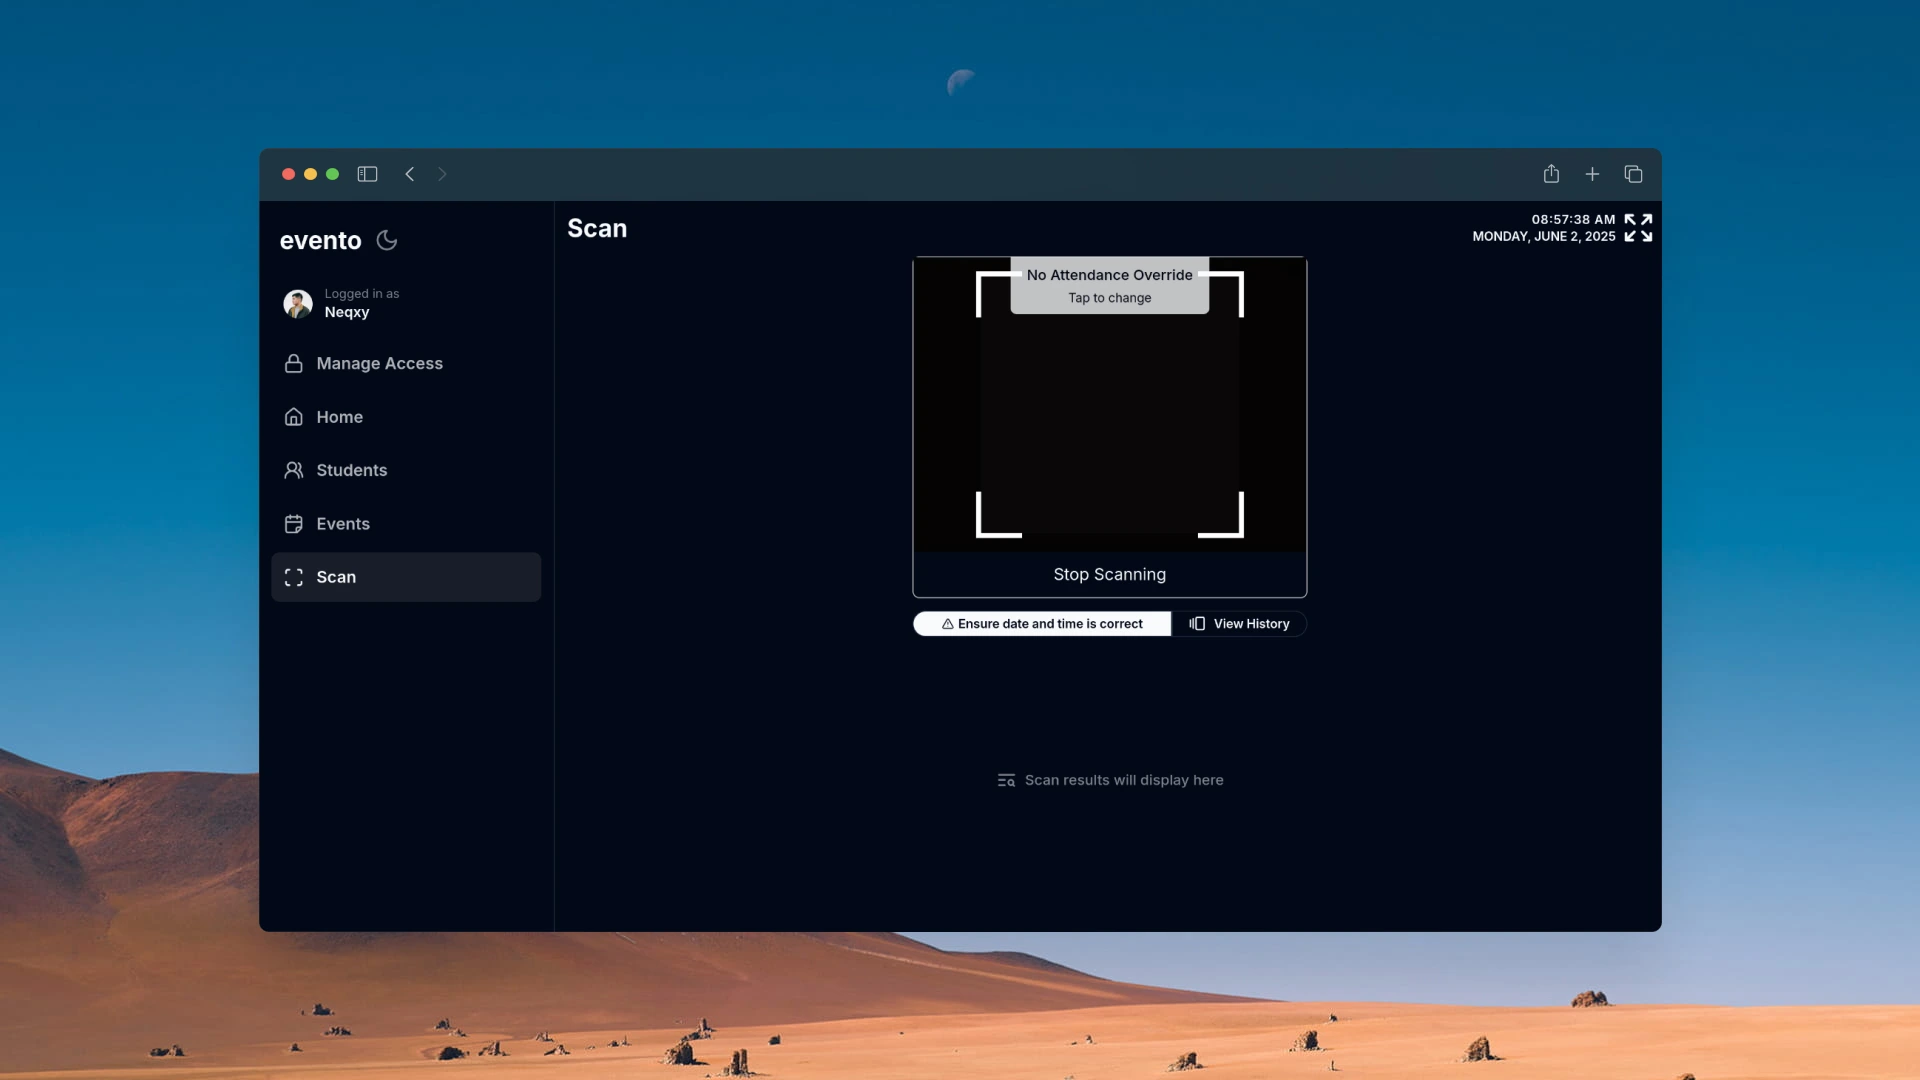 evento
Logged in as
Neqxy
Manage Access
Home
Students
Events
Scan
Scan
08:57:38 AM
MONDAY, JUNE 2, 2025
No Attendance Override
Tap to change
Stop Scanning
Ensure date and time is correct
View History
Scan results will display here